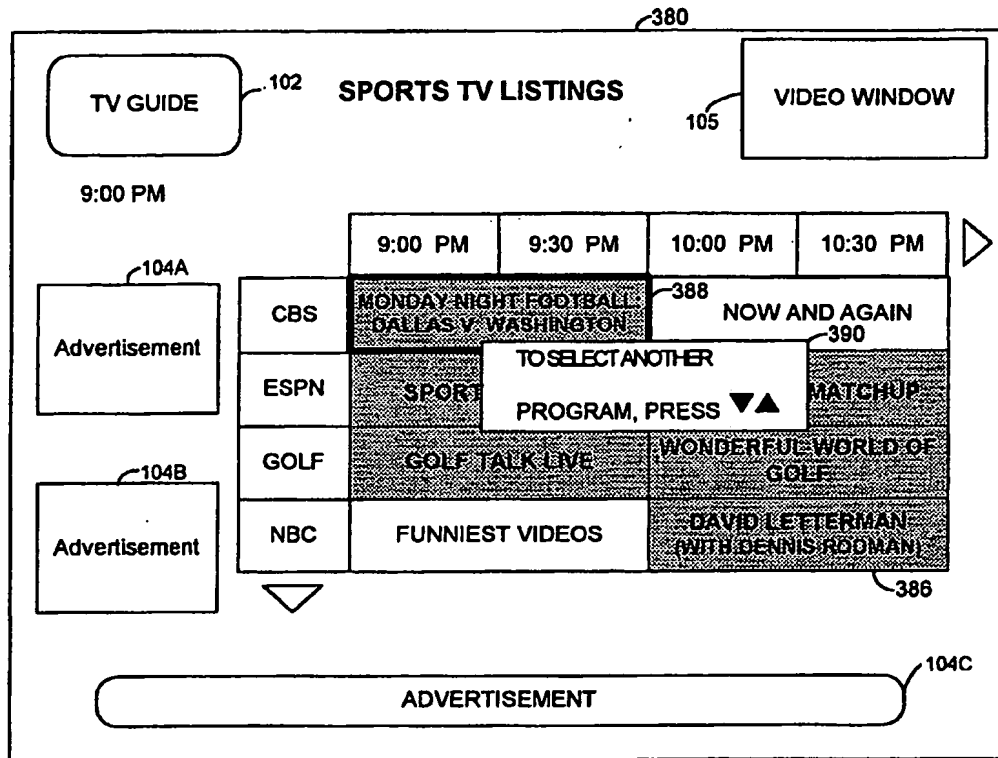 380
TV GUIDE
102
SPORTS TV LISTINGS
105
VIDEO WINDOW
9:00 PM
9:00 PM
9:30 PM
10:00 PM
10:30 PM
104A
Advertisement
CBS
MONDAY NIGHT FOOTBALL:
DALLAS V. WASHINGTON
388
NOW AND AGAIN
390
TO SELECT ANOTHER
PROGRAM, PRESS ▼▲
ESPN
SPORT
MATCHUP
104B
Advertisement
GOLF
GOLF TALK LIVE
WONDERFUL WORLD OF
GOLF
NBC
FUNNIEST VIDEOS
DAVID LETTERMAN
(WITH DENNIS RODMAN)
386
104C
ADVERTISEMENT